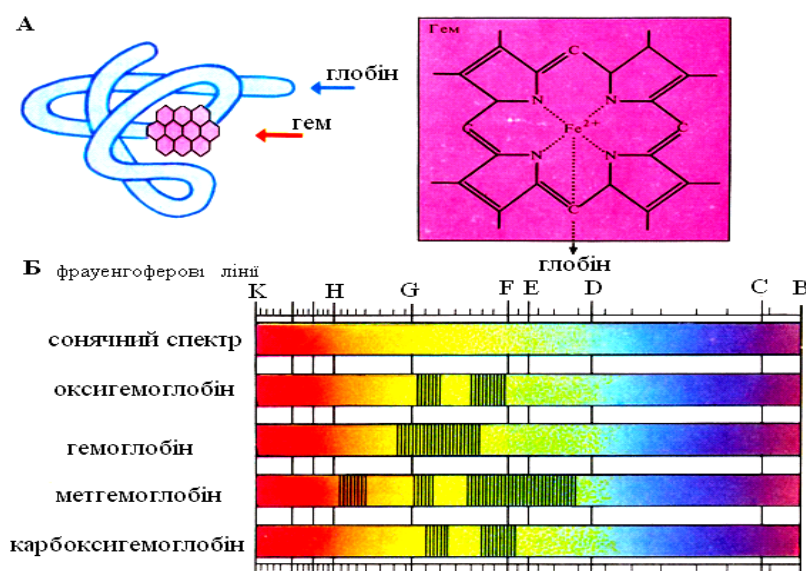 А
глобін
гем
Гем
C
N N
C Fe²⁺ C
N N
C
глобін
Б фрауенгоферові лінії
K H G F E D C B
сонячний спектр
оксигемоглобін
гемоглобін
метгемоглобін
карбоксигемоглобін